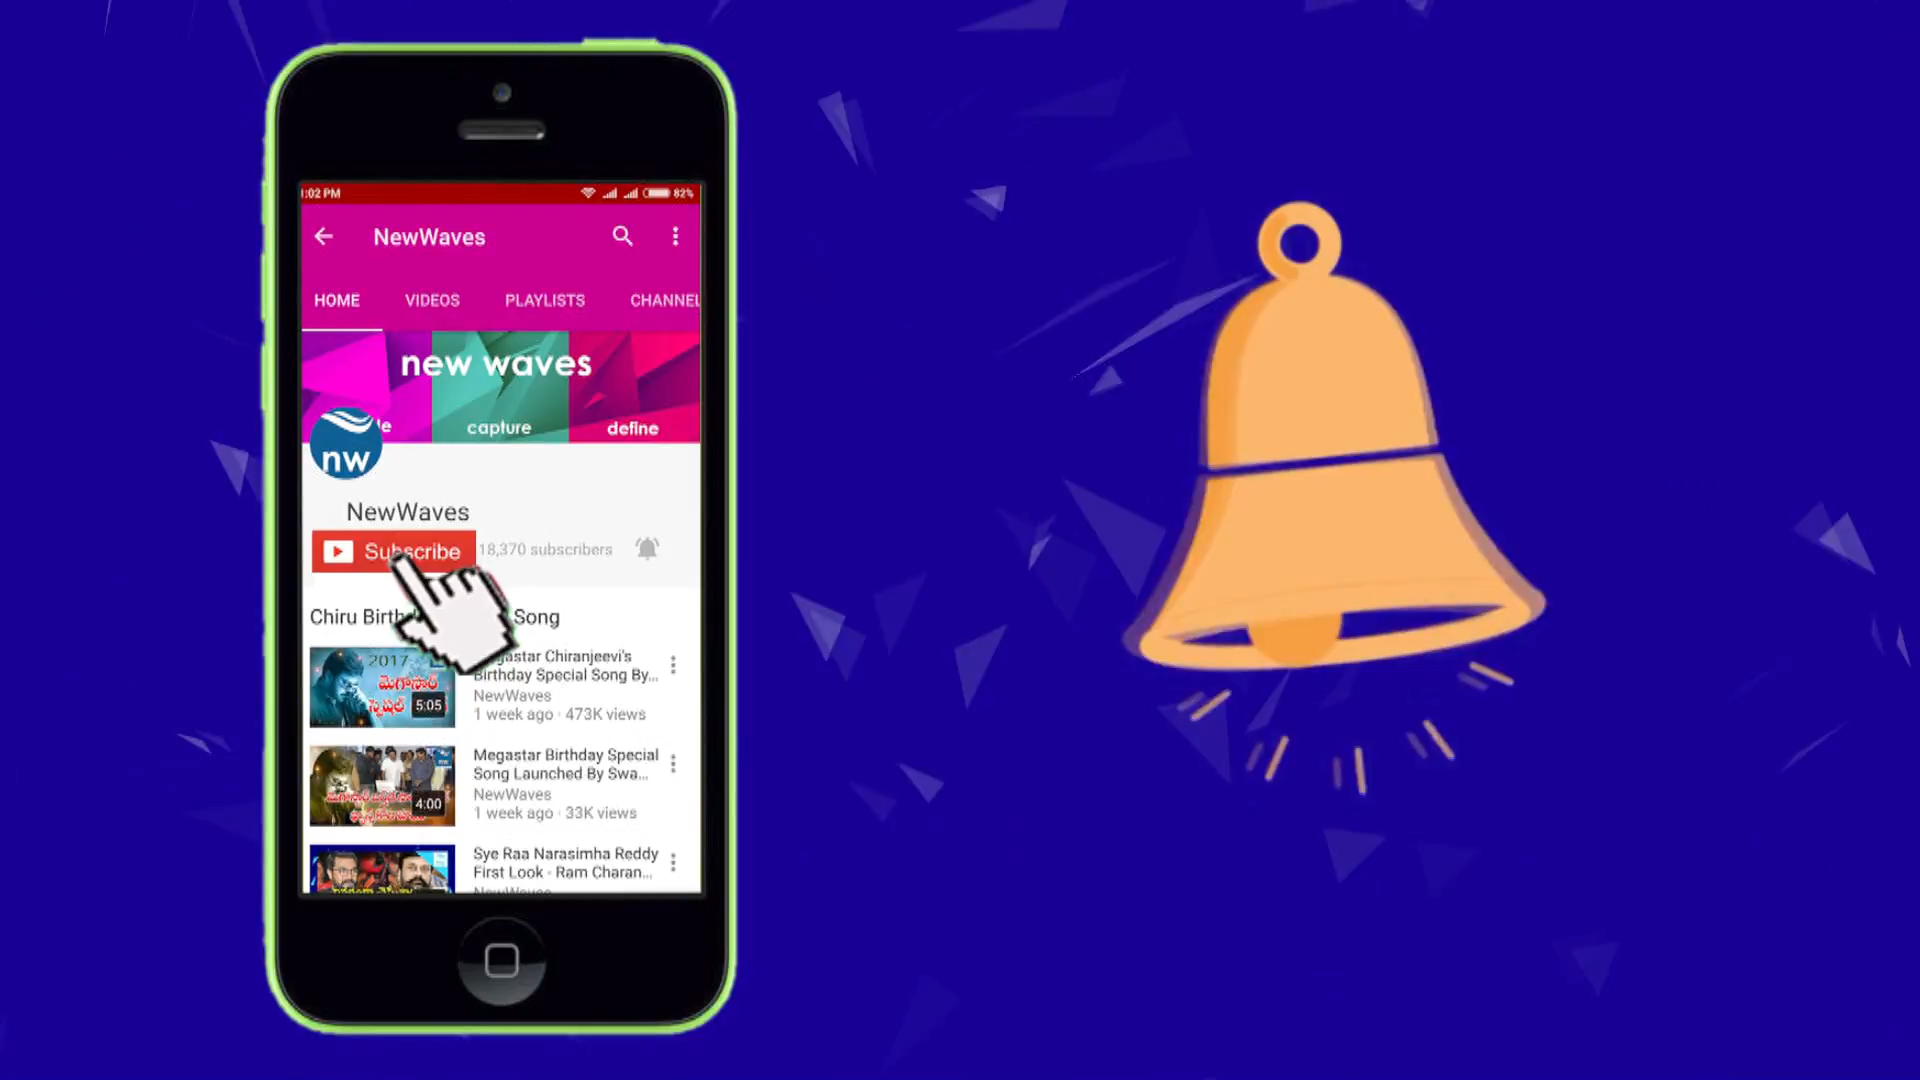 1:02 PM
82%
NewWaves
HOME VIDEOS PLAYLISTS CHANNEL
new waves
capture define
nw
NewWaves
Subscribe 18,370 subscribers
Chiru Song
2017
మెగాస్టార్
స్పెషల్
5:05
Chiranjeevi's
Birthday Special Song By...
NewWaves
1 week ago · 473K views
4:00
Megastar Birthday Special
Song Launched By Swa...
NewWaves
1 week ago · 33K views
Sye Raa Narasimha Reddy
First Look - Ram Charan...
NewWaves